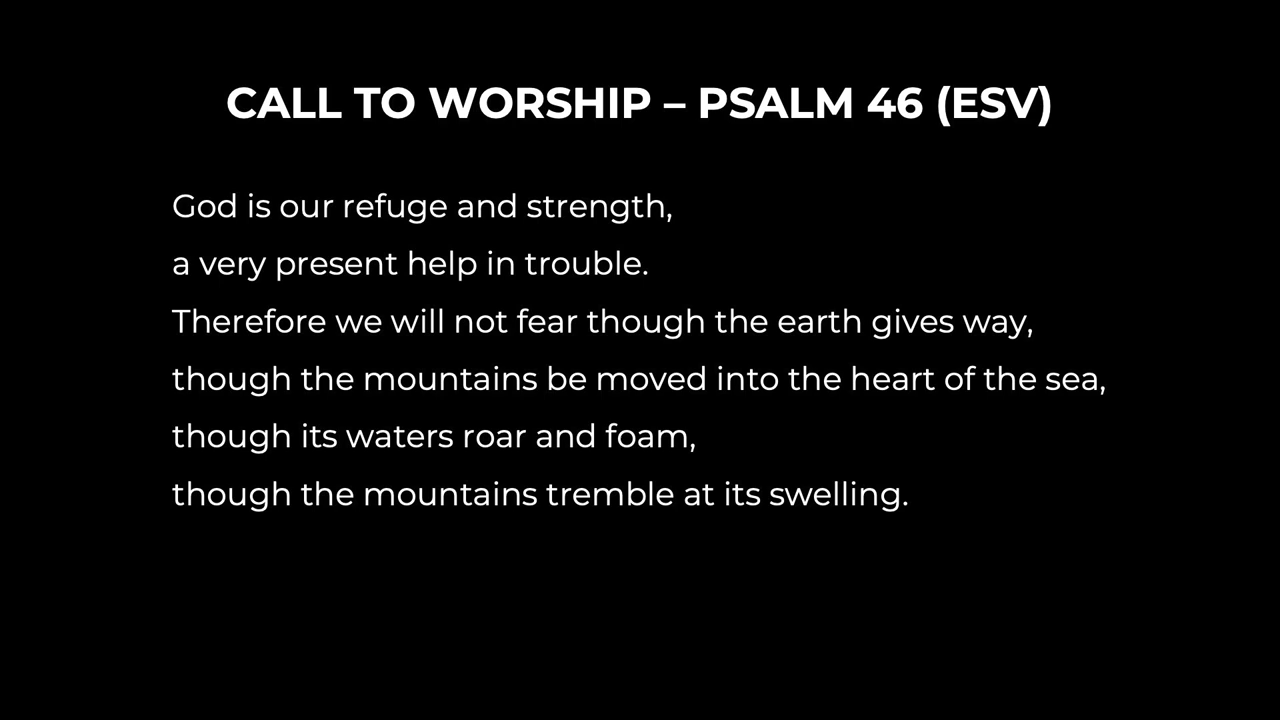 CALL TO WORSHIP – PSALM 46 (ESV)
God is our refuge and strength,
a very present help in trouble.
Therefore we will not fear though the earth gives way,
though the mountains be moved into the heart of the sea,
though its waters roar and foam,
though the mountains tremble at its swelling.